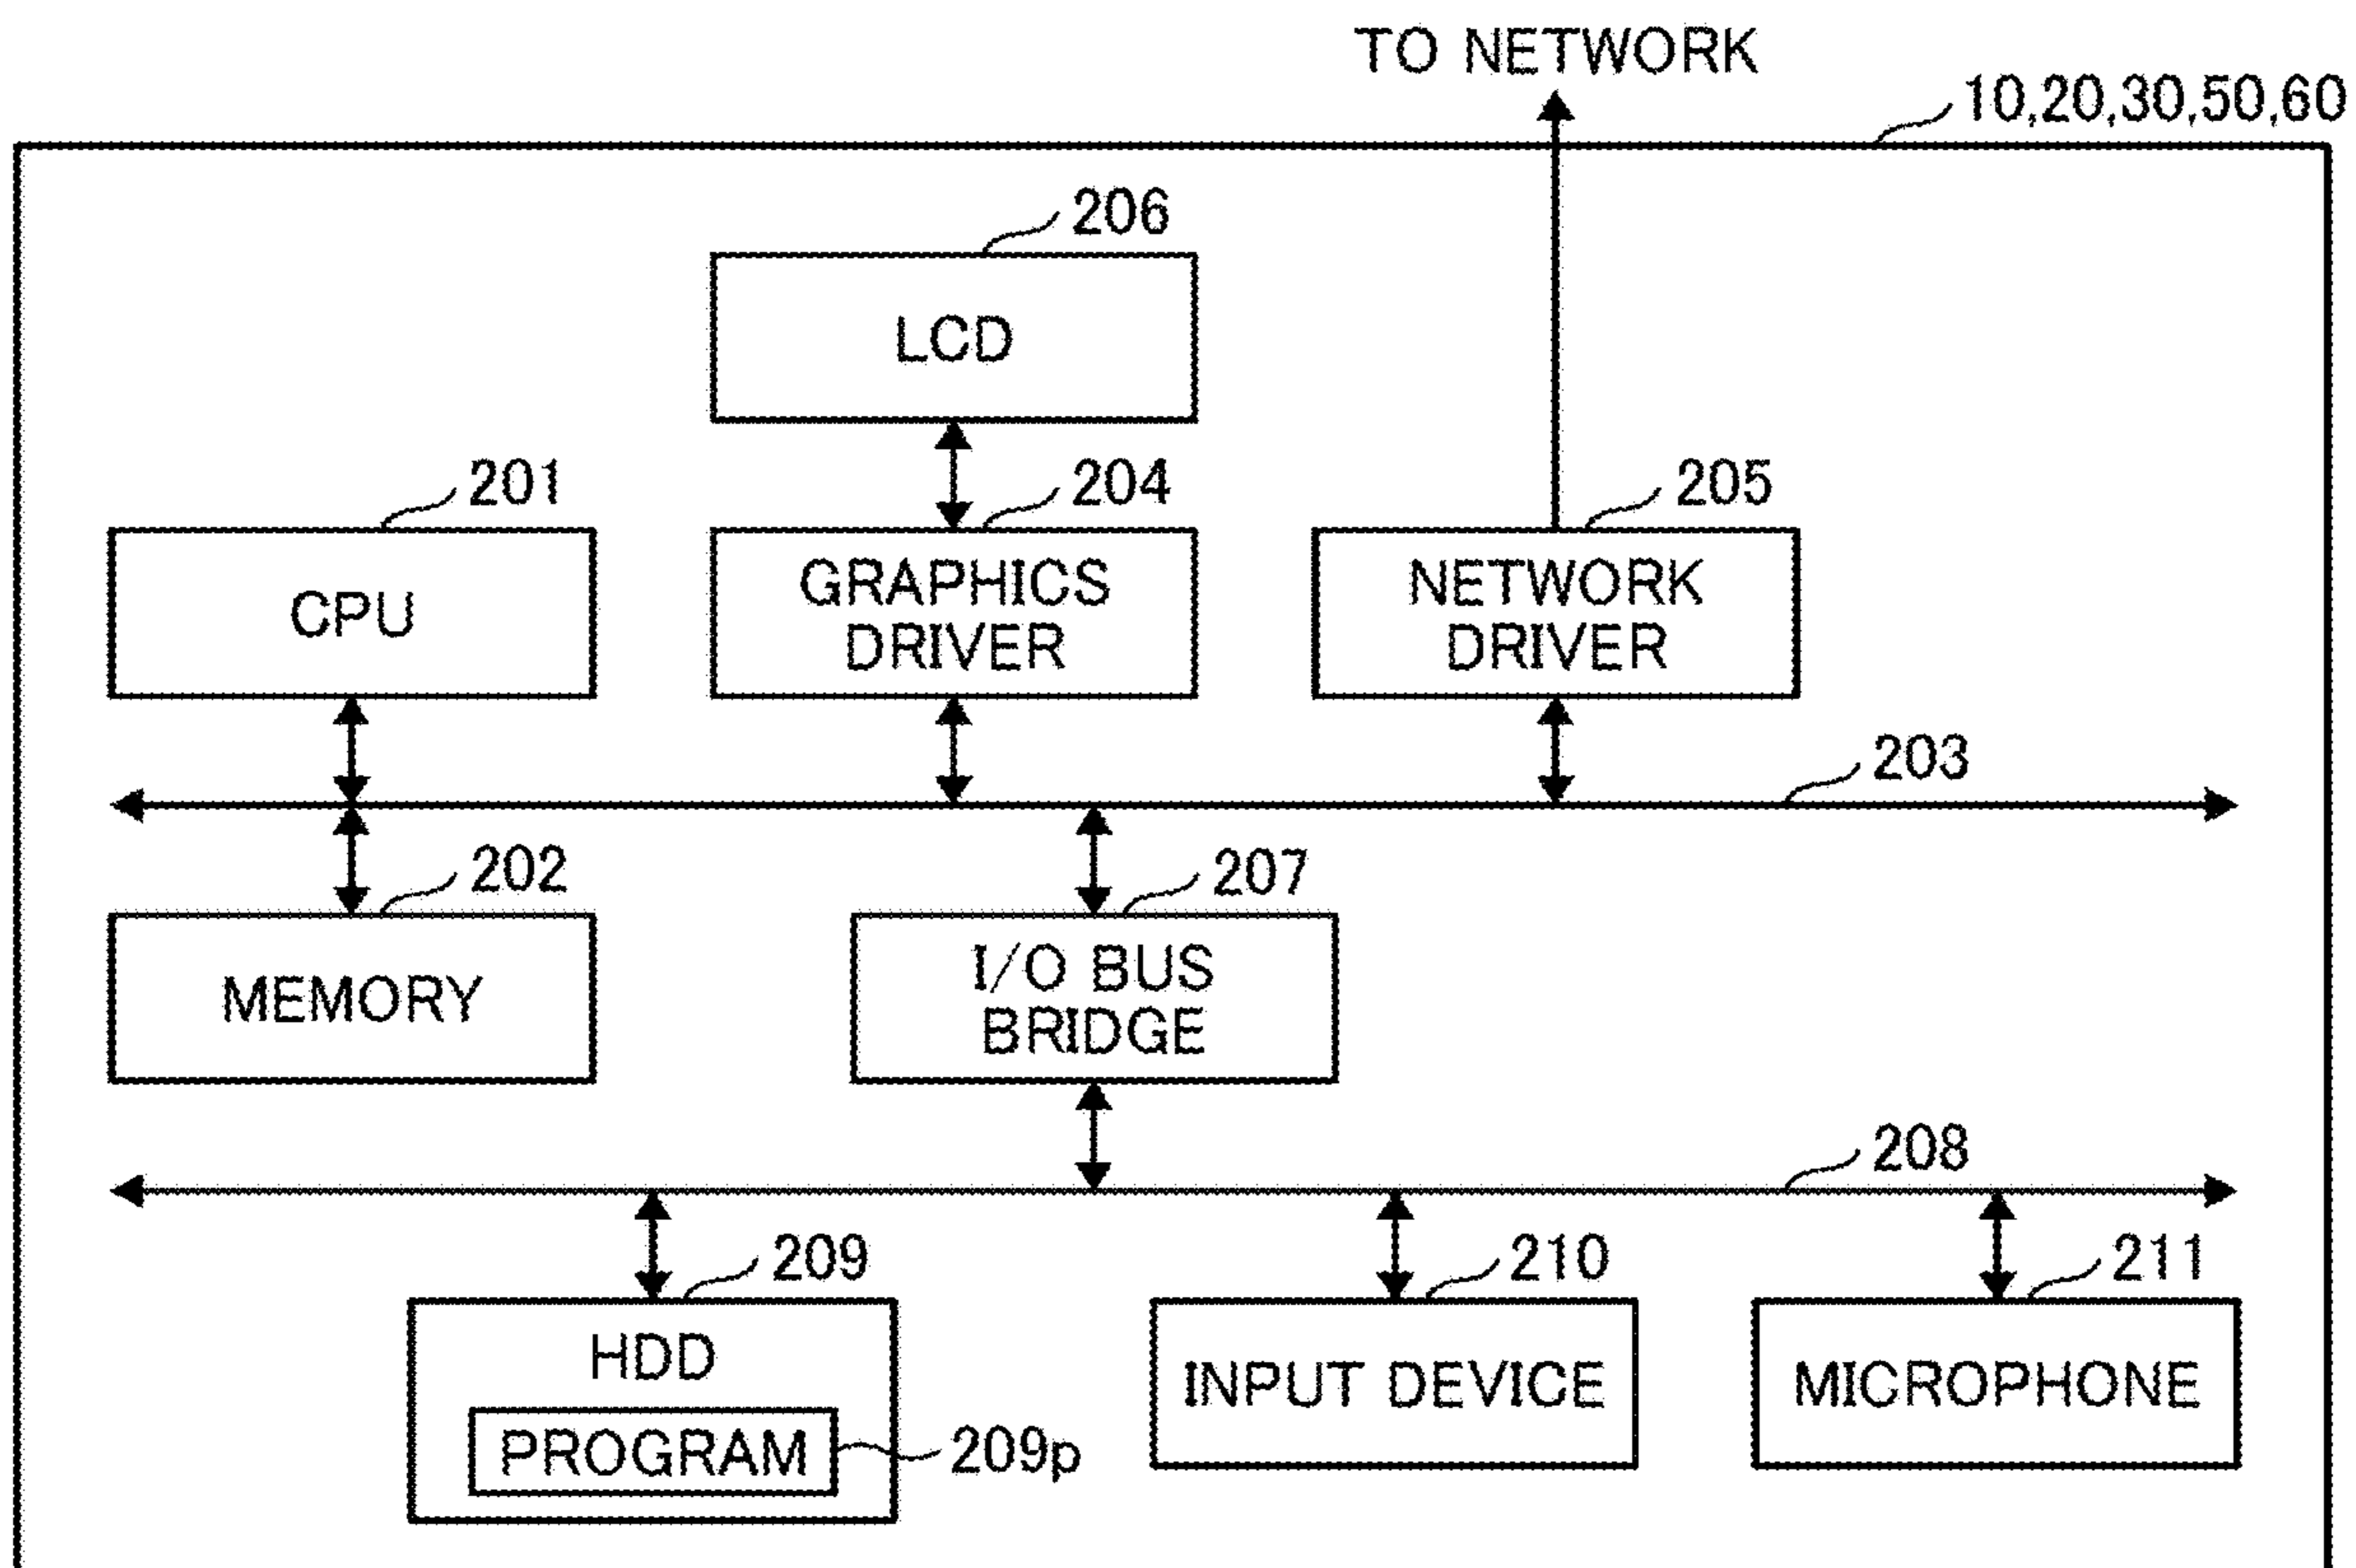 TO NETWORK
10,20,30,50,60
206
LCD
201
204
205
CPU
GRAPHICS
DRIVER
NETWORK
DRIVER
203
202
207
MEMORY
I/O BUS
BRIDGE
208
209
210
211
HDD
PROGRAM
209p
INPUT DEVICE
MICROPHONE